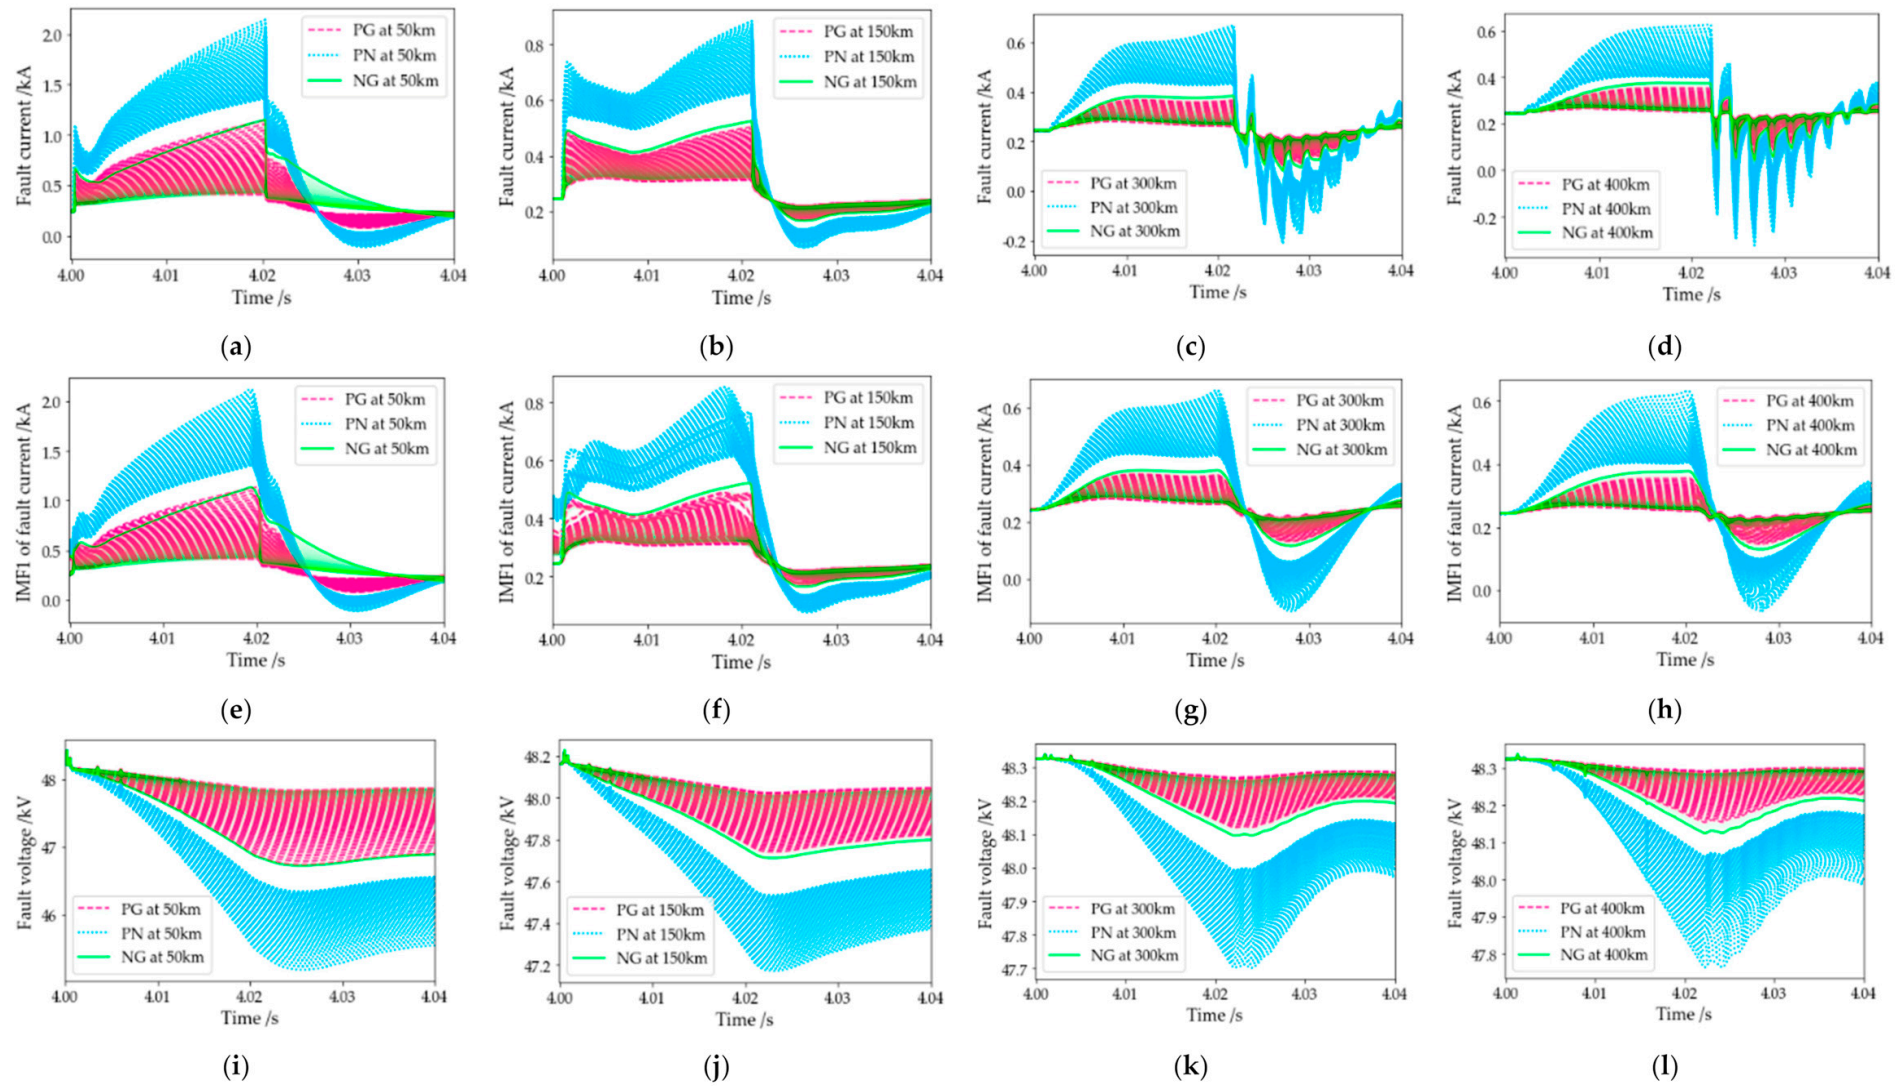 PG at 50km
PN at 50km
NG at 50km
2.0
1.5
1.0
0.5
0.0
Fault current /kA
4.00 4.01 4.02 4.03 4.04
Time /s
(a)
PG at 150km
PN at 150km
NG at 150km
0.8
0.6
0.4
0.2
Fault current /kA
4.00 4.01 4.02 4.03 4.04
Time /s
(b)
0.6
0.4
0.2
0.0
-0.2
Fault current /kA
PG at 300km
PN at 300km
NG at 300km
4.00 4.01 4.02 4.03 4.04
Time /s
(c)
0.6
0.4
0.2
0.0
-0.2
Fault current /kA
PG at 400km
PN at 400km
NG at 400km
4.00 4.01 4.02 4.03 4.04
Time /s
(d)
PG at 50km
PN at 50km
NG at 50km
2.0
1.5
1.0
0.5
0.0
IMF1 of fault current /kA
4.00 4.01 4.02 4.03 4.04
Time /s
(e)
PG at 150km
PN at 150km
NG at 150km
0.8
0.6
0.4
0.2
IMF1 of fault current /kA
4.00 4.01 4.02 4.03 4.04
Time /s
(f)
PG at 300km
PN at 300km
NG at 300km
0.6
0.4
0.2
0.0
IMF1 of fault current /kA
4.00 4.01 4.02 4.03 4.04
Time /s
(g)
PG at 400km
PN at 400km
NG at 400km
0.6
0.4
0.2
0.0
IMF1 of fault current /kA
4.00 4.01 4.02 4.03 4.04
Time /s
(h)
48
47
46
Fault voltage /kV
PG at 50km
PN at 50km
NG at 50km
4.00 4.01 4.02 4.03 4.04
Time /s
(i)
48.2
48.0
47.8
47.6
47.4
47.2
Fault voltage /kV
PG at 150km
PN at 150km
NG at 150km
4.00 4.01 4.02 4.03 4.04
Time /s
(j)
48.3
48.2
48.1
48.0
47.9
47.8
47.7
Fault voltage /kV
PG at 300km
PN at 300km
NG at 300km
4.00 4.01 4.02 4.03 4.04
Time /s
(k)
48.3
48.2
48.1
48.0
47.9
47.8
Fault voltage /kV
PG at 400km
PN at 400km
NG at 400km
4.00 4.01 4.02 4.03 4.04
Time /s
(l)